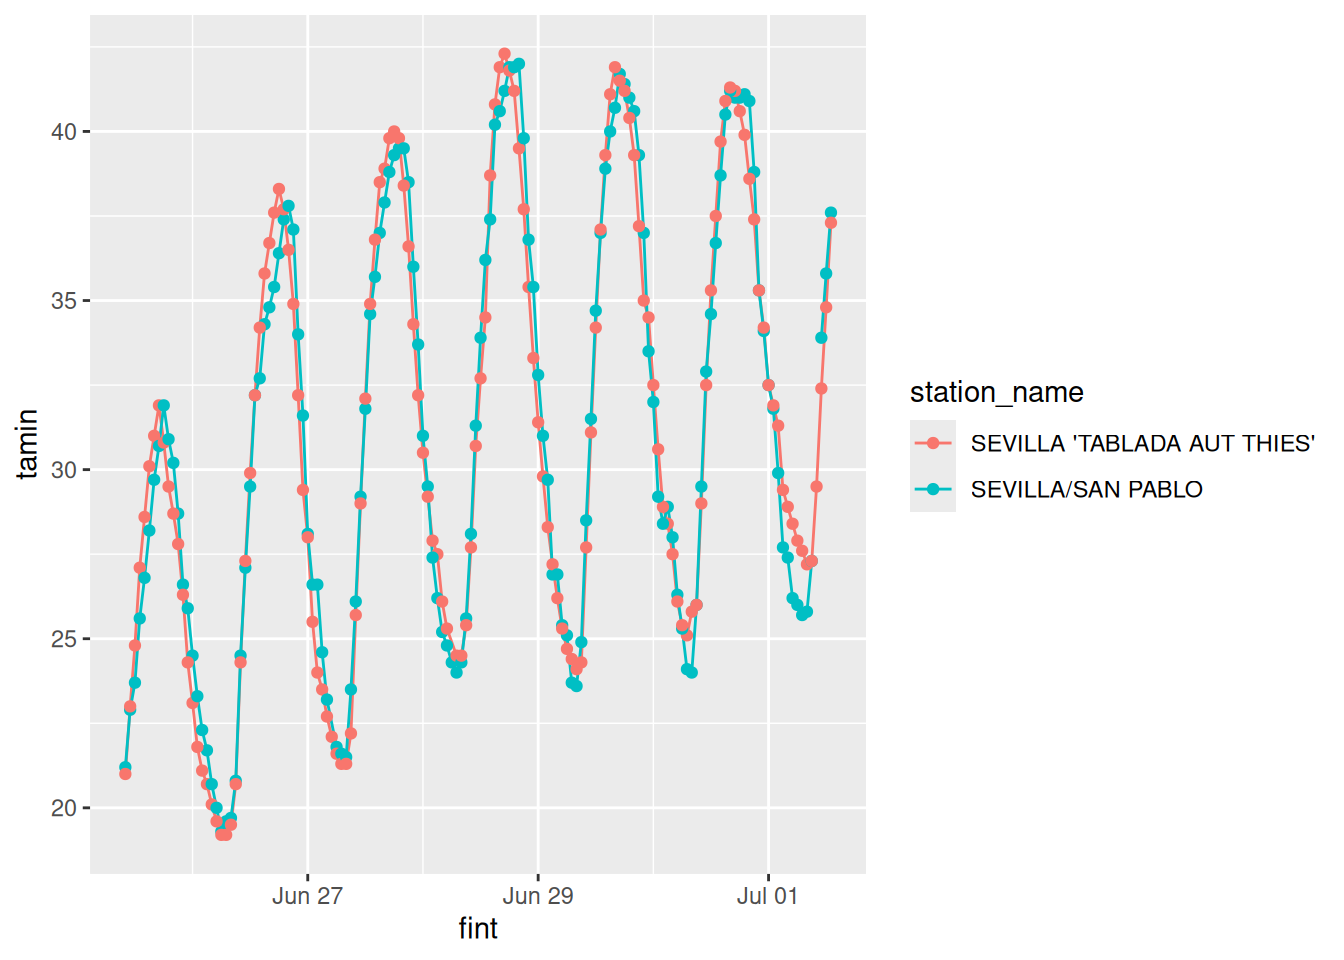 40
35
30
25
20
tamin
Jun 27
Jun 29
Jul 01
fint
station_name
SEVILLA 'TABLADA AUT THIES'
SEVILLA/SAN PABLO